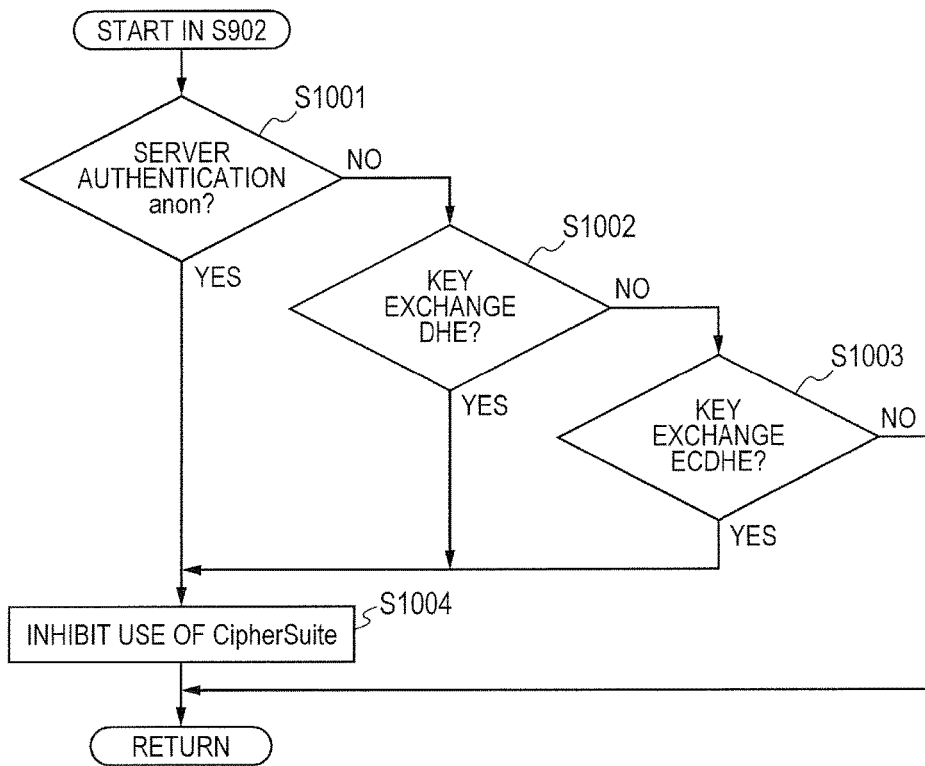 START IN S902
S1001
SERVER
AUTHENTICATION
anon?
NO
YES
S1002
KEY
EXCHANGE
DHE?
NO
YES
S1003
KEY
EXCHANGE
ECDHE?
NO
YES
S1004
INHIBIT USE OF CipherSuite
RETURN